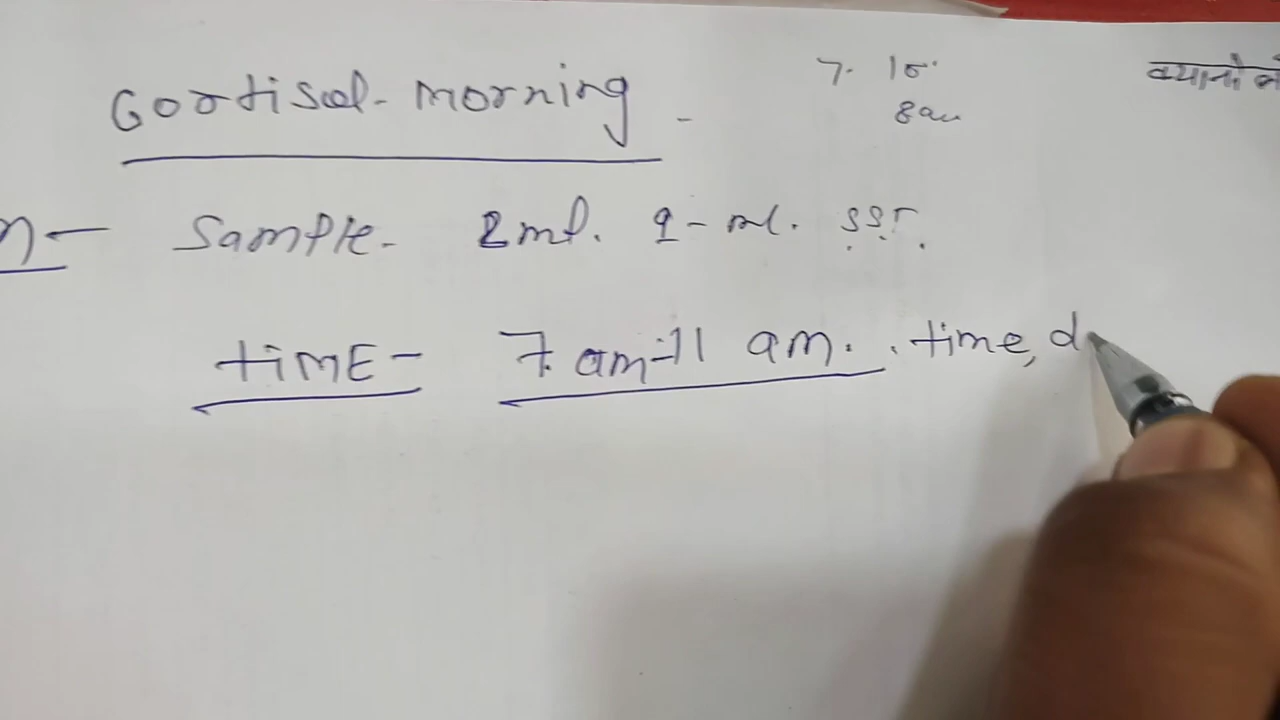 Cortisol - morning - 7. 10.
8am
n - Sample - 2ml. 1-ml. SST.
time - 7 am-11 am. . time, d